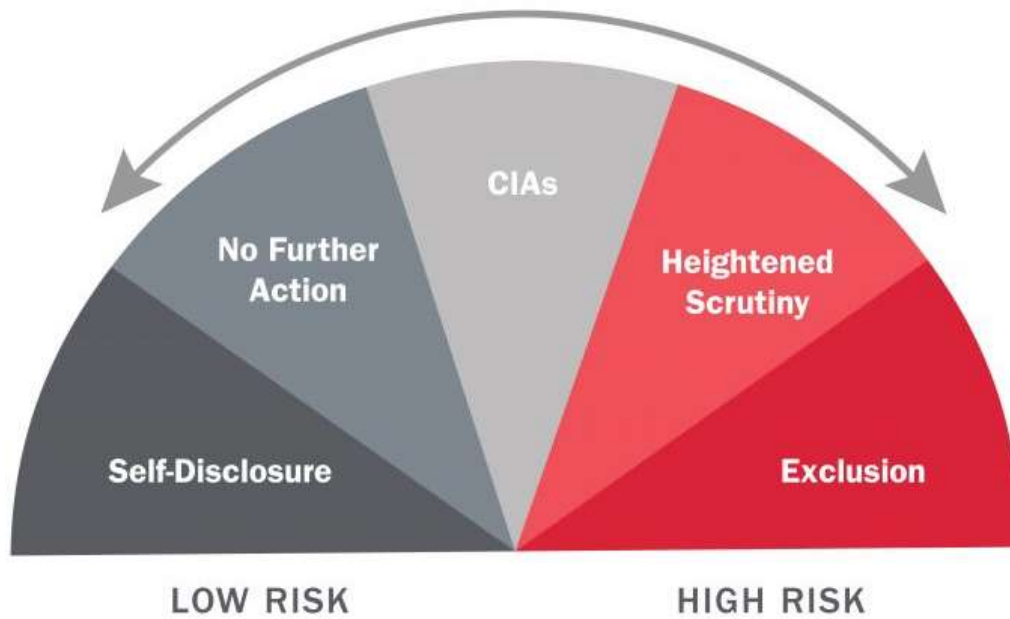 CIAs
No Further
Action
Heightened
Scrutiny
Self-Disclosure
Exclusion
LOW RISK
HIGH RISK